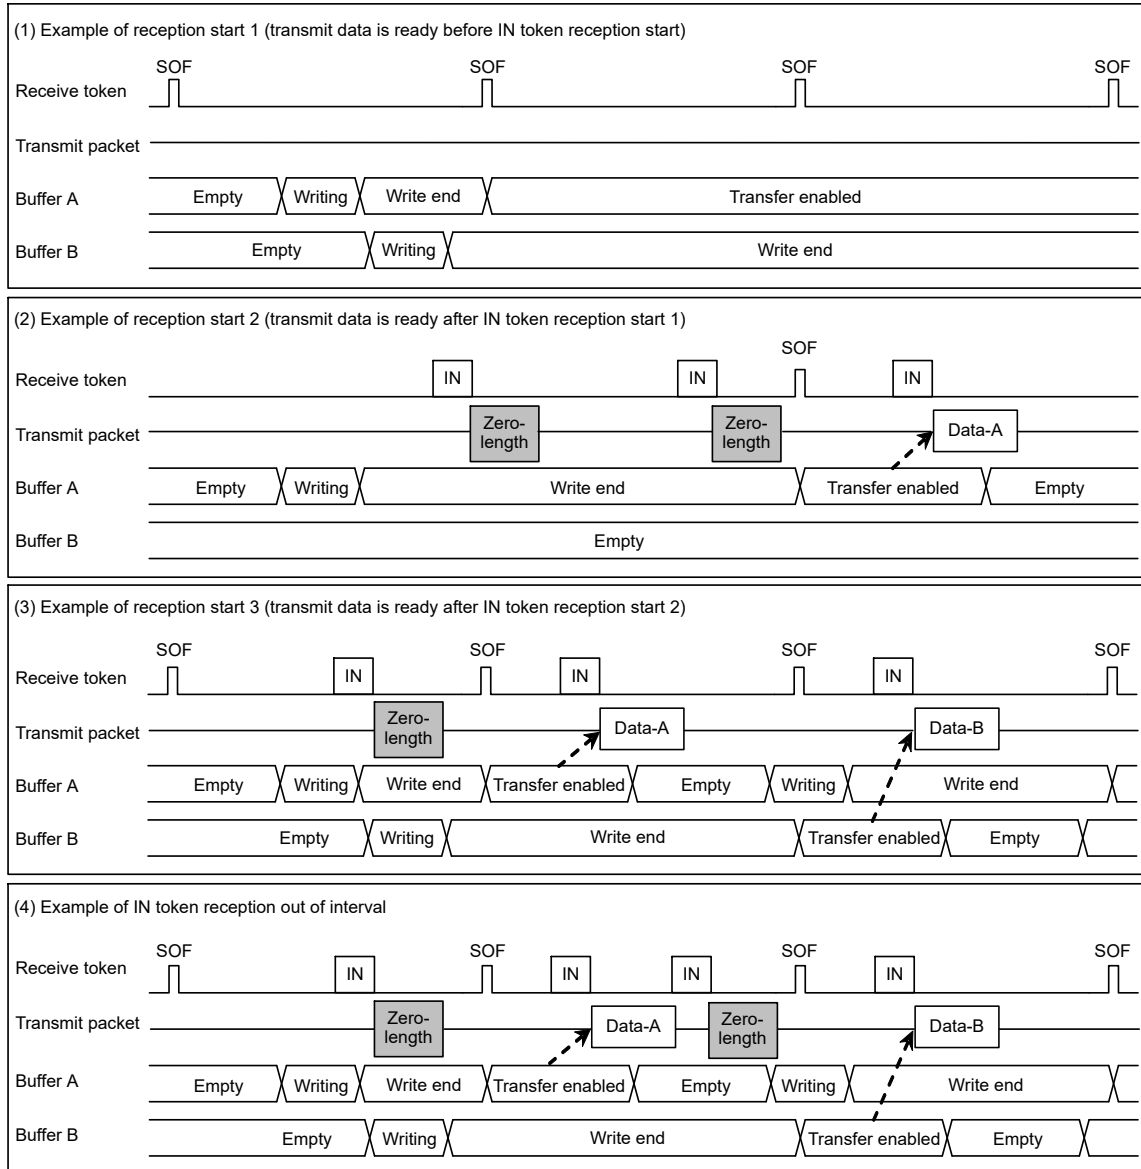 (1) Example of reception start 1 (transmit data is ready before IN token reception start)
SOF SOF SOF SOF
Receive token
Transmit packet
Buffer A Empty Writing Write end Transfer enabled
Buffer B Empty Writing Write end
(2) Example of reception start 2 (transmit data is ready after IN token reception start 1)
SOF
Receive token IN IN IN
Transmit packet Zero-length Zero-length Data-A
Buffer A Empty Writing Write end Transfer enabled Empty
Buffer B Empty
(3) Example of reception start 3 (transmit data is ready after IN token reception start 2)
SOF SOF SOF SOF
Receive token IN IN IN
Transmit packet Zero-length Data-A Data-B
Buffer A Empty Writing Write end Transfer enabled Empty Writing Write end
Buffer B Empty Writing Write end Transfer enabled Empty
(4) Example of IN token reception out of interval
SOF SOF SOF SOF
Receive token IN IN IN IN
Transmit packet Zero-length Data-A Zero-length Data-B
Buffer A Empty Writing Write end Transfer enabled Empty Writing Write end
Buffer B Empty Writing Write end Transfer enabled Empty